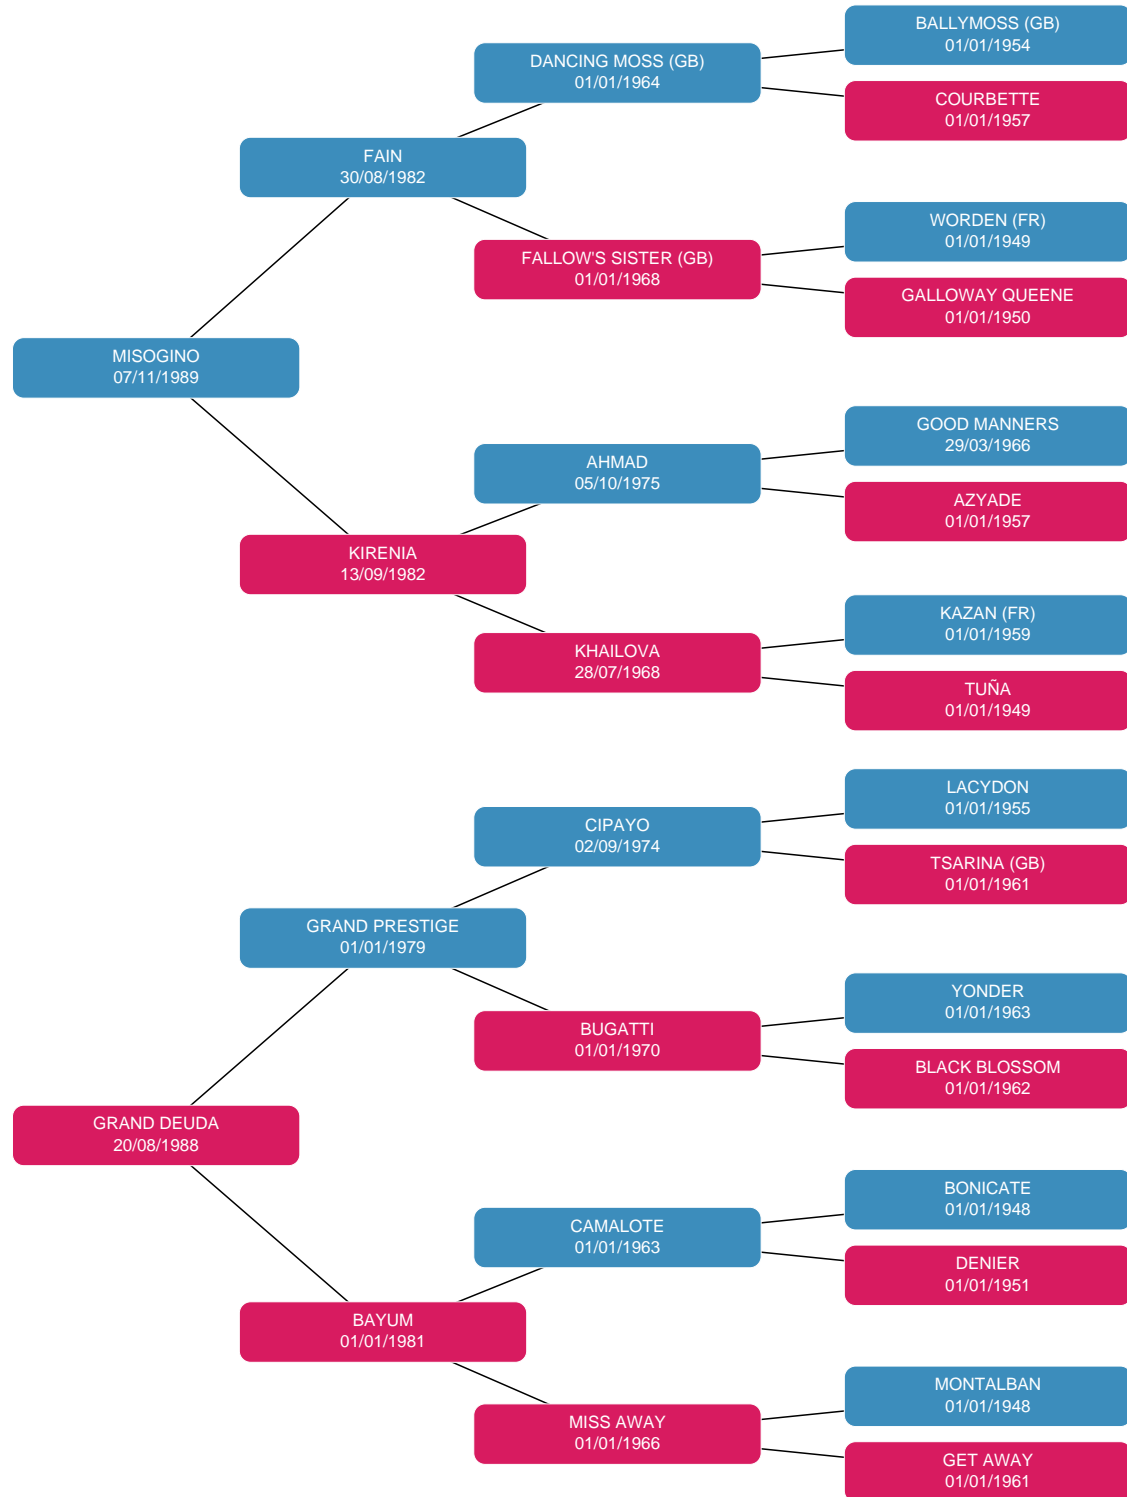 BALLYMOSS (GB)
01/01/1954
DANCING MOSS (GB)
01/01/1964
COURBETTE
01/01/1957
FAIN
30/08/1982
WORDEN (FR)
01/01/1949
FALLOW'S SISTER (GB)
01/01/1968
GALLOWAY QUEENE
01/01/1950
MISOGINO
07/11/1989
GOOD MANNERS
29/03/1966
AHMAD
05/10/1975
AZYADE
01/01/1957
KIRENIA
13/09/1982
KAZAN (FR)
01/01/1959
KHAILOVA
28/07/1968
TUÑA
01/01/1949
LACYDON
01/01/1955
CIPAYO
02/09/1974
TSARINA (GB)
01/01/1961
GRAND PRESTIGE
01/01/1979
YONDER
01/01/1963
BUGATTI
01/01/1970
BLACK BLOSSOM
01/01/1962
GRAND DEUDA
20/08/1988
BONICATE
01/01/1948
CAMALOTE
01/01/1963
DENIER
01/01/1951
BAYUM
01/01/1981
MONTALBAN
01/01/1948
MISS AWAY
01/01/1966
GET AWAY
01/01/1961